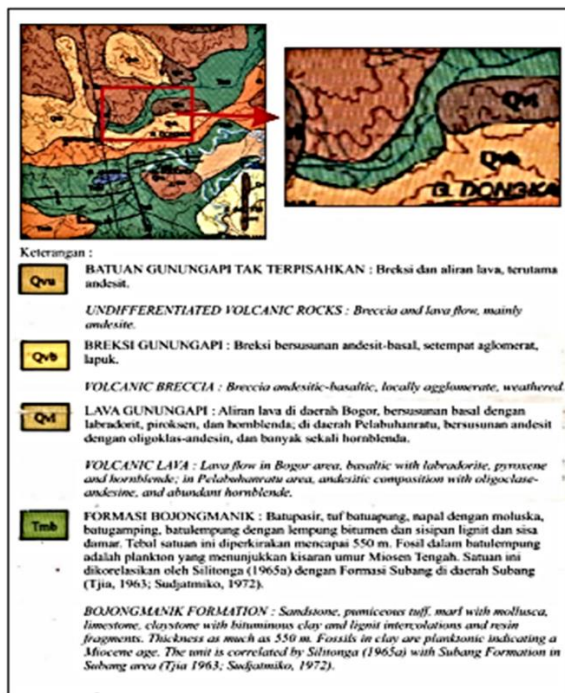 Qvl
Qvb
G. DONGKA
Keterangan :
Qvu
BATUAN GUNUNGAPI TAK TERPISAHKAN : Breksi dan aliran lava, terutama
andesit.
UNDIFFERENTIATED VOLCANIC ROCKS : Breccia and lava flow, mainly
andesite.
Qvb
BREKSI GUNUNGAPI : Breksi bersusunan andesit-basal, setempat aglomerat,
lapuk.
VOLCANIC BRECCIA : Breccia andesitic-basaltic, locally agglomerate, weathered.
Qvl
LAVA GUNUNGAPI : Aliran lava di daerah Bogor, bersusunan basal dengan
labradorit, piroksen, dan hornblenda; di daerah Pelabuhanratu, bersusunan andesit
dengan oligoklas-andesin, dan banyak sekali hornblenda.
VOLCANIC LAVA : Lava flow in Bogor area, basaltic with labradorite, pyroxene
and hornblende; in Pelabuhanratu area, andesitic composition with oligoclase-
andesine, and abundant hornblende.
Tmb
FORMASI BOJONGMANIK : Batupasir, tuf batuapung, napal dengan moluska,
batugamping, batulempung dengan lempung bitumen dan sisipan lignit dan sisa
damar. Tebal satuan ini diperkirakan mencapai 550 m. Fosil dalam batulempung
adalah plankton yang menunjukkan kisaran umur Miosen Tengah. Satuan ini
dikorelasikan oleh Silitonga (1965a) dengan Formasi Subang di daerah Subang
(Tjia, 1963; Sudjatmiko, 1972).
BOJONGMANIK FORMATION : Sandstone, pumiceous tuff, marl with mollusca,
limestone, claystone with bituminous clay and lignit intercolations and resin
fragments. Thickness as much as 550 m. Fossils in clay are planktonic indicating a
Miocene age. The unit is correlated by Silitonga (1965a) with Subang Formation in
Subang area (Tjia 1963; Sudjatmiko, 1972).